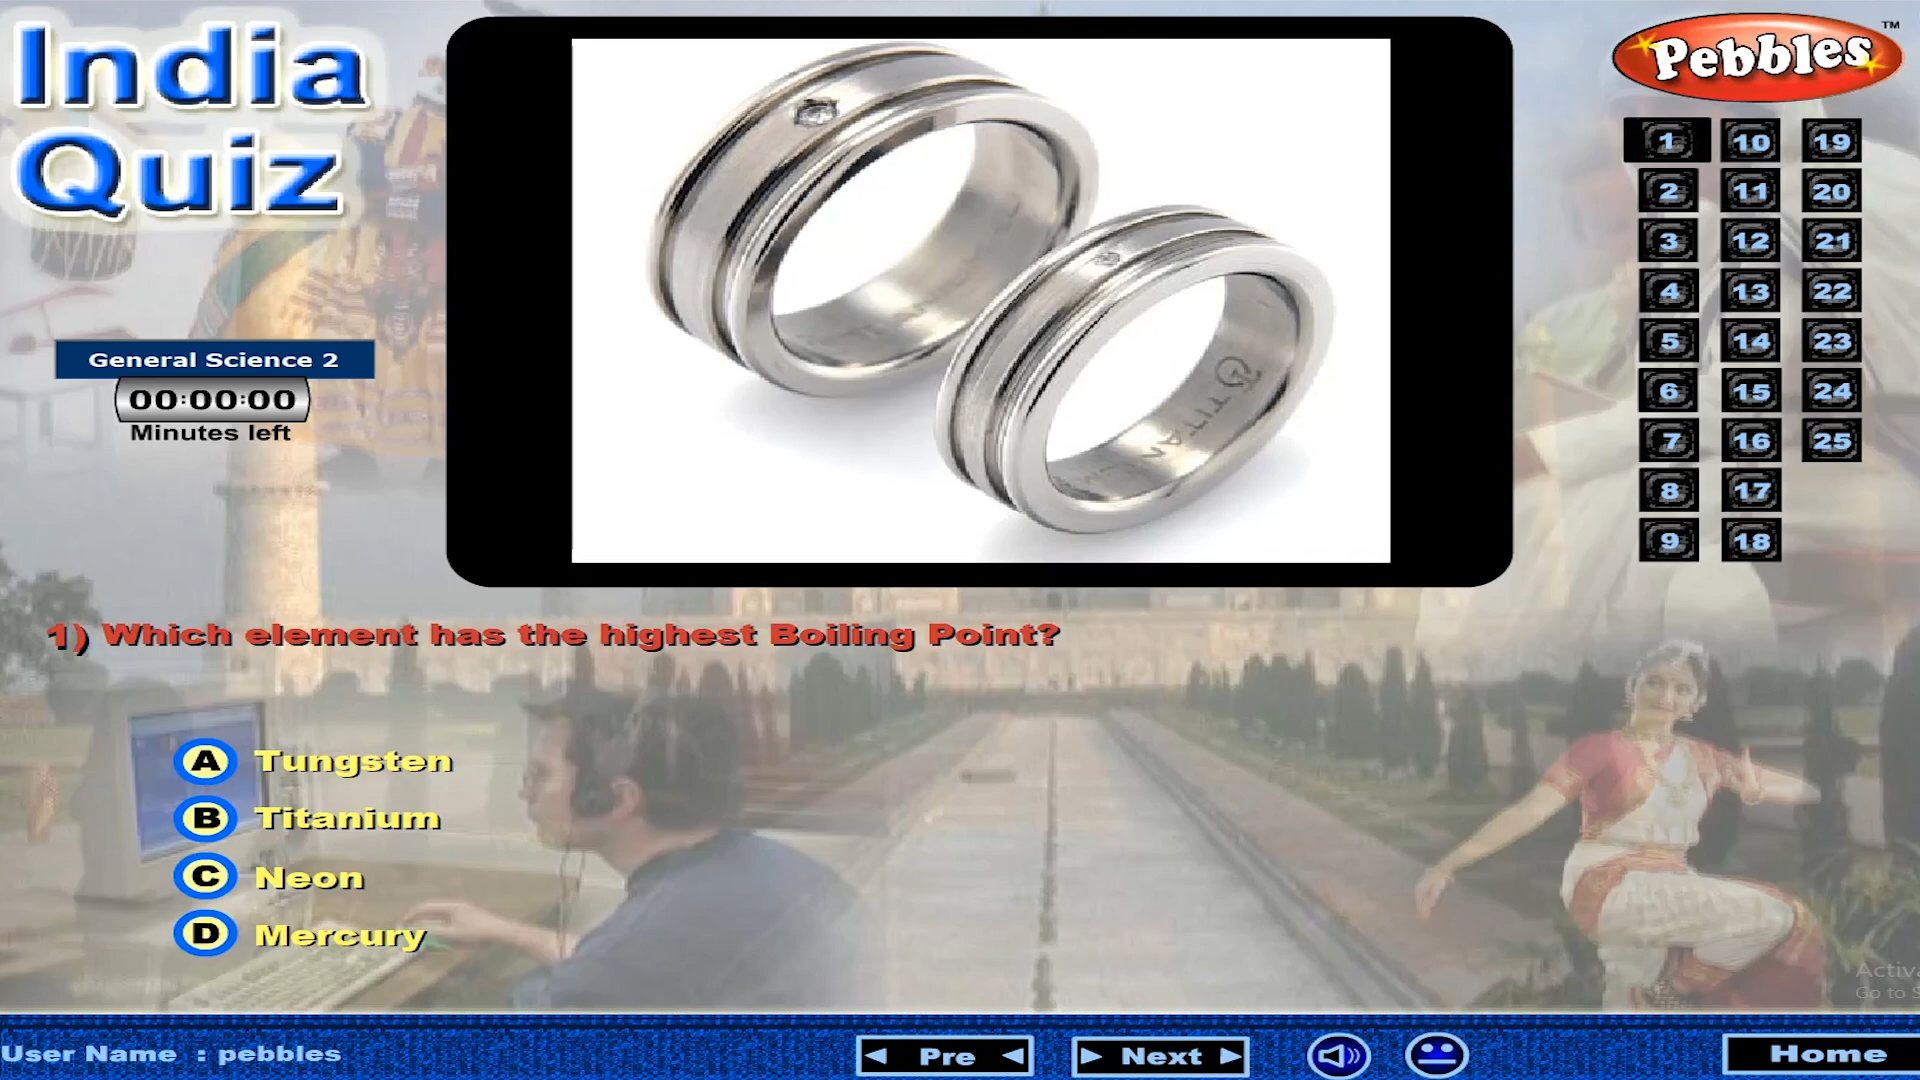 India
Quiz
Pebbles™
General Science 2
00:00:00
Minutes left
TITANIUM
1 10 19
2 11 20
3 12 21
4 13 22
5 14 23
6 15 24
7 16 25
8 17
9 18
1) Which element has the highest Boiling Point?
A Tungsten
B Titanium
C Neon
D Mercury
User Name : pebbles
Pre
Next
Home